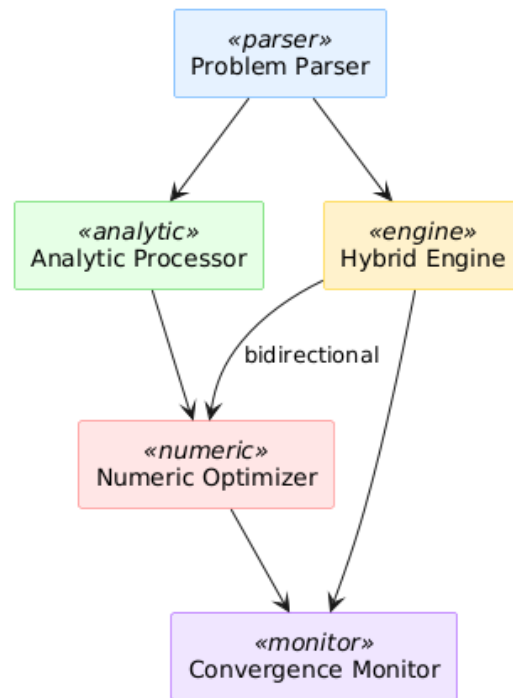 «parser»
Problem Parser
«analytic»
Analytic Processor
«engine»
Hybrid Engine
bidirectional
«numeric»
Numeric Optimizer
«monitor»
Convergence Monitor